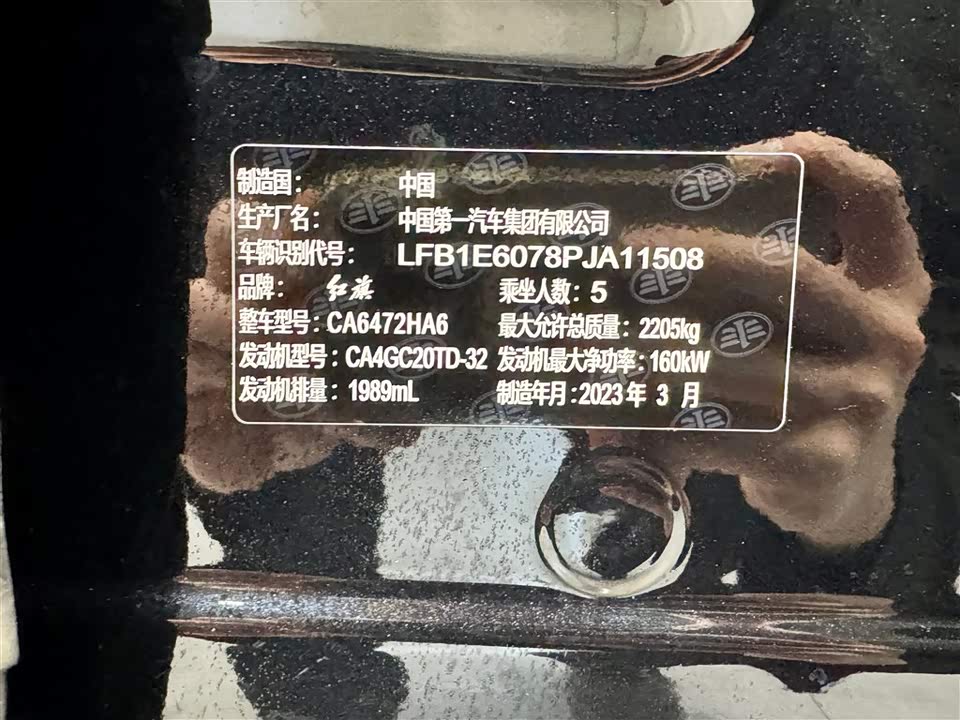 制造国： 中国
生产厂名： 中国第一汽车集团有限公司
车辆识别代号： LFB1E6078PJA11508
品牌： 红旗 乘坐人数：5
整车型号：CA6472HA6 最大允许总质量：2205kg
发动机型号：CA4GC20TD-32 发动机最大净功率：160kW
发动机排量：1989mL 制造年月：2023 年 3 月